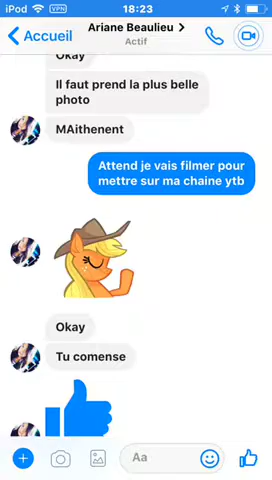 iPod VPN 18:23
Accueil Ariane Beaulieu >
Actif
Okay
Il faut prend la plus belle
photo
MAithenent
Attend je vais filmer pour
mettre sur ma chaine ytb
Okay
Tu comense
Aa